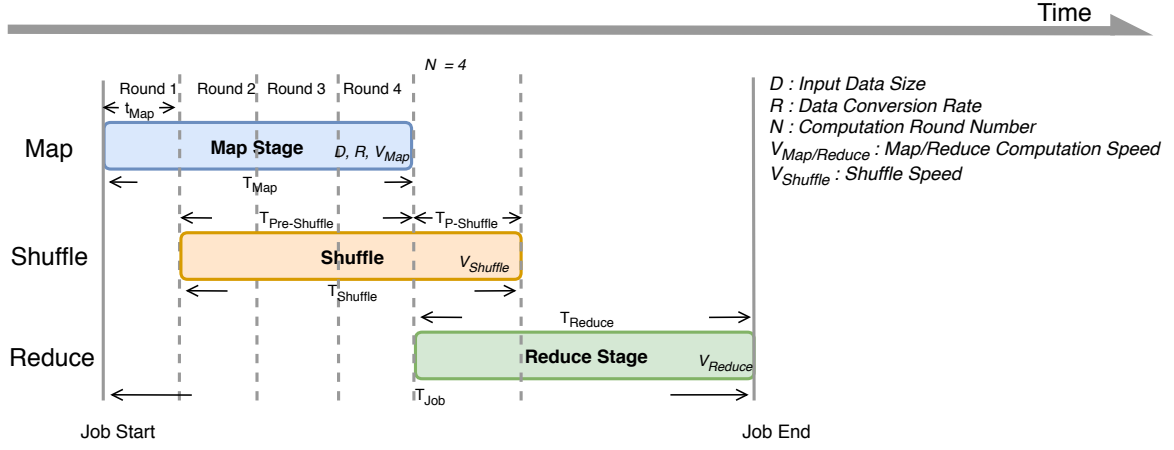 Time
N = 4
Round 1
Round 2
Round 3
Round 4
t_Map
D : Input Data Size
R : Data Conversion Rate
N : Computation Round Number
V_Map/Reduce : Map/Reduce Computation Speed
V_Shuffle : Shuffle Speed
Map
Map Stage
D, R, V_Map
T_Map
T_Pre-Shuffle
T_P-Shuffle
Shuffle
Shuffle
V_Shuffle
T_Shuffle
T_Reduce
Reduce
Reduce Stage
V_Reduce
T_Job
Job Start
Job End